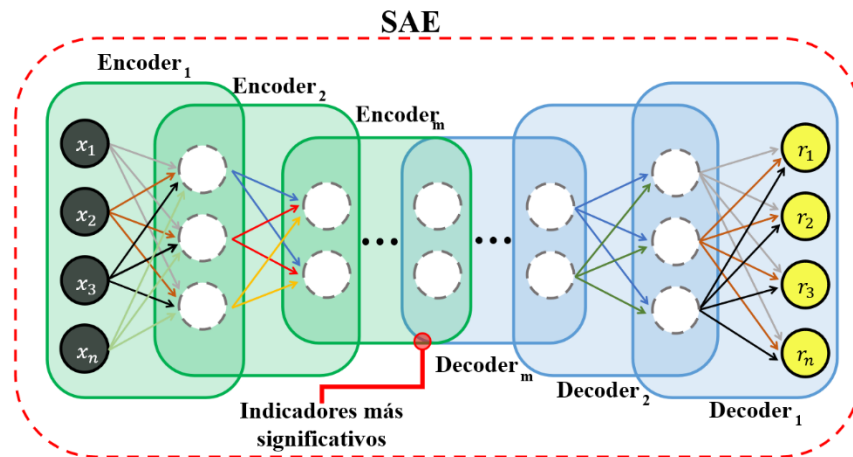 SAE
Encoder₁
Encoder₂
Encoderₘ
x₁
x₂
x₃
xₙ
...
...
r₁
r₂
r₃
rₙ
Decoderₘ
Decoder₂
Decoder₁
Indicadores más
significativos